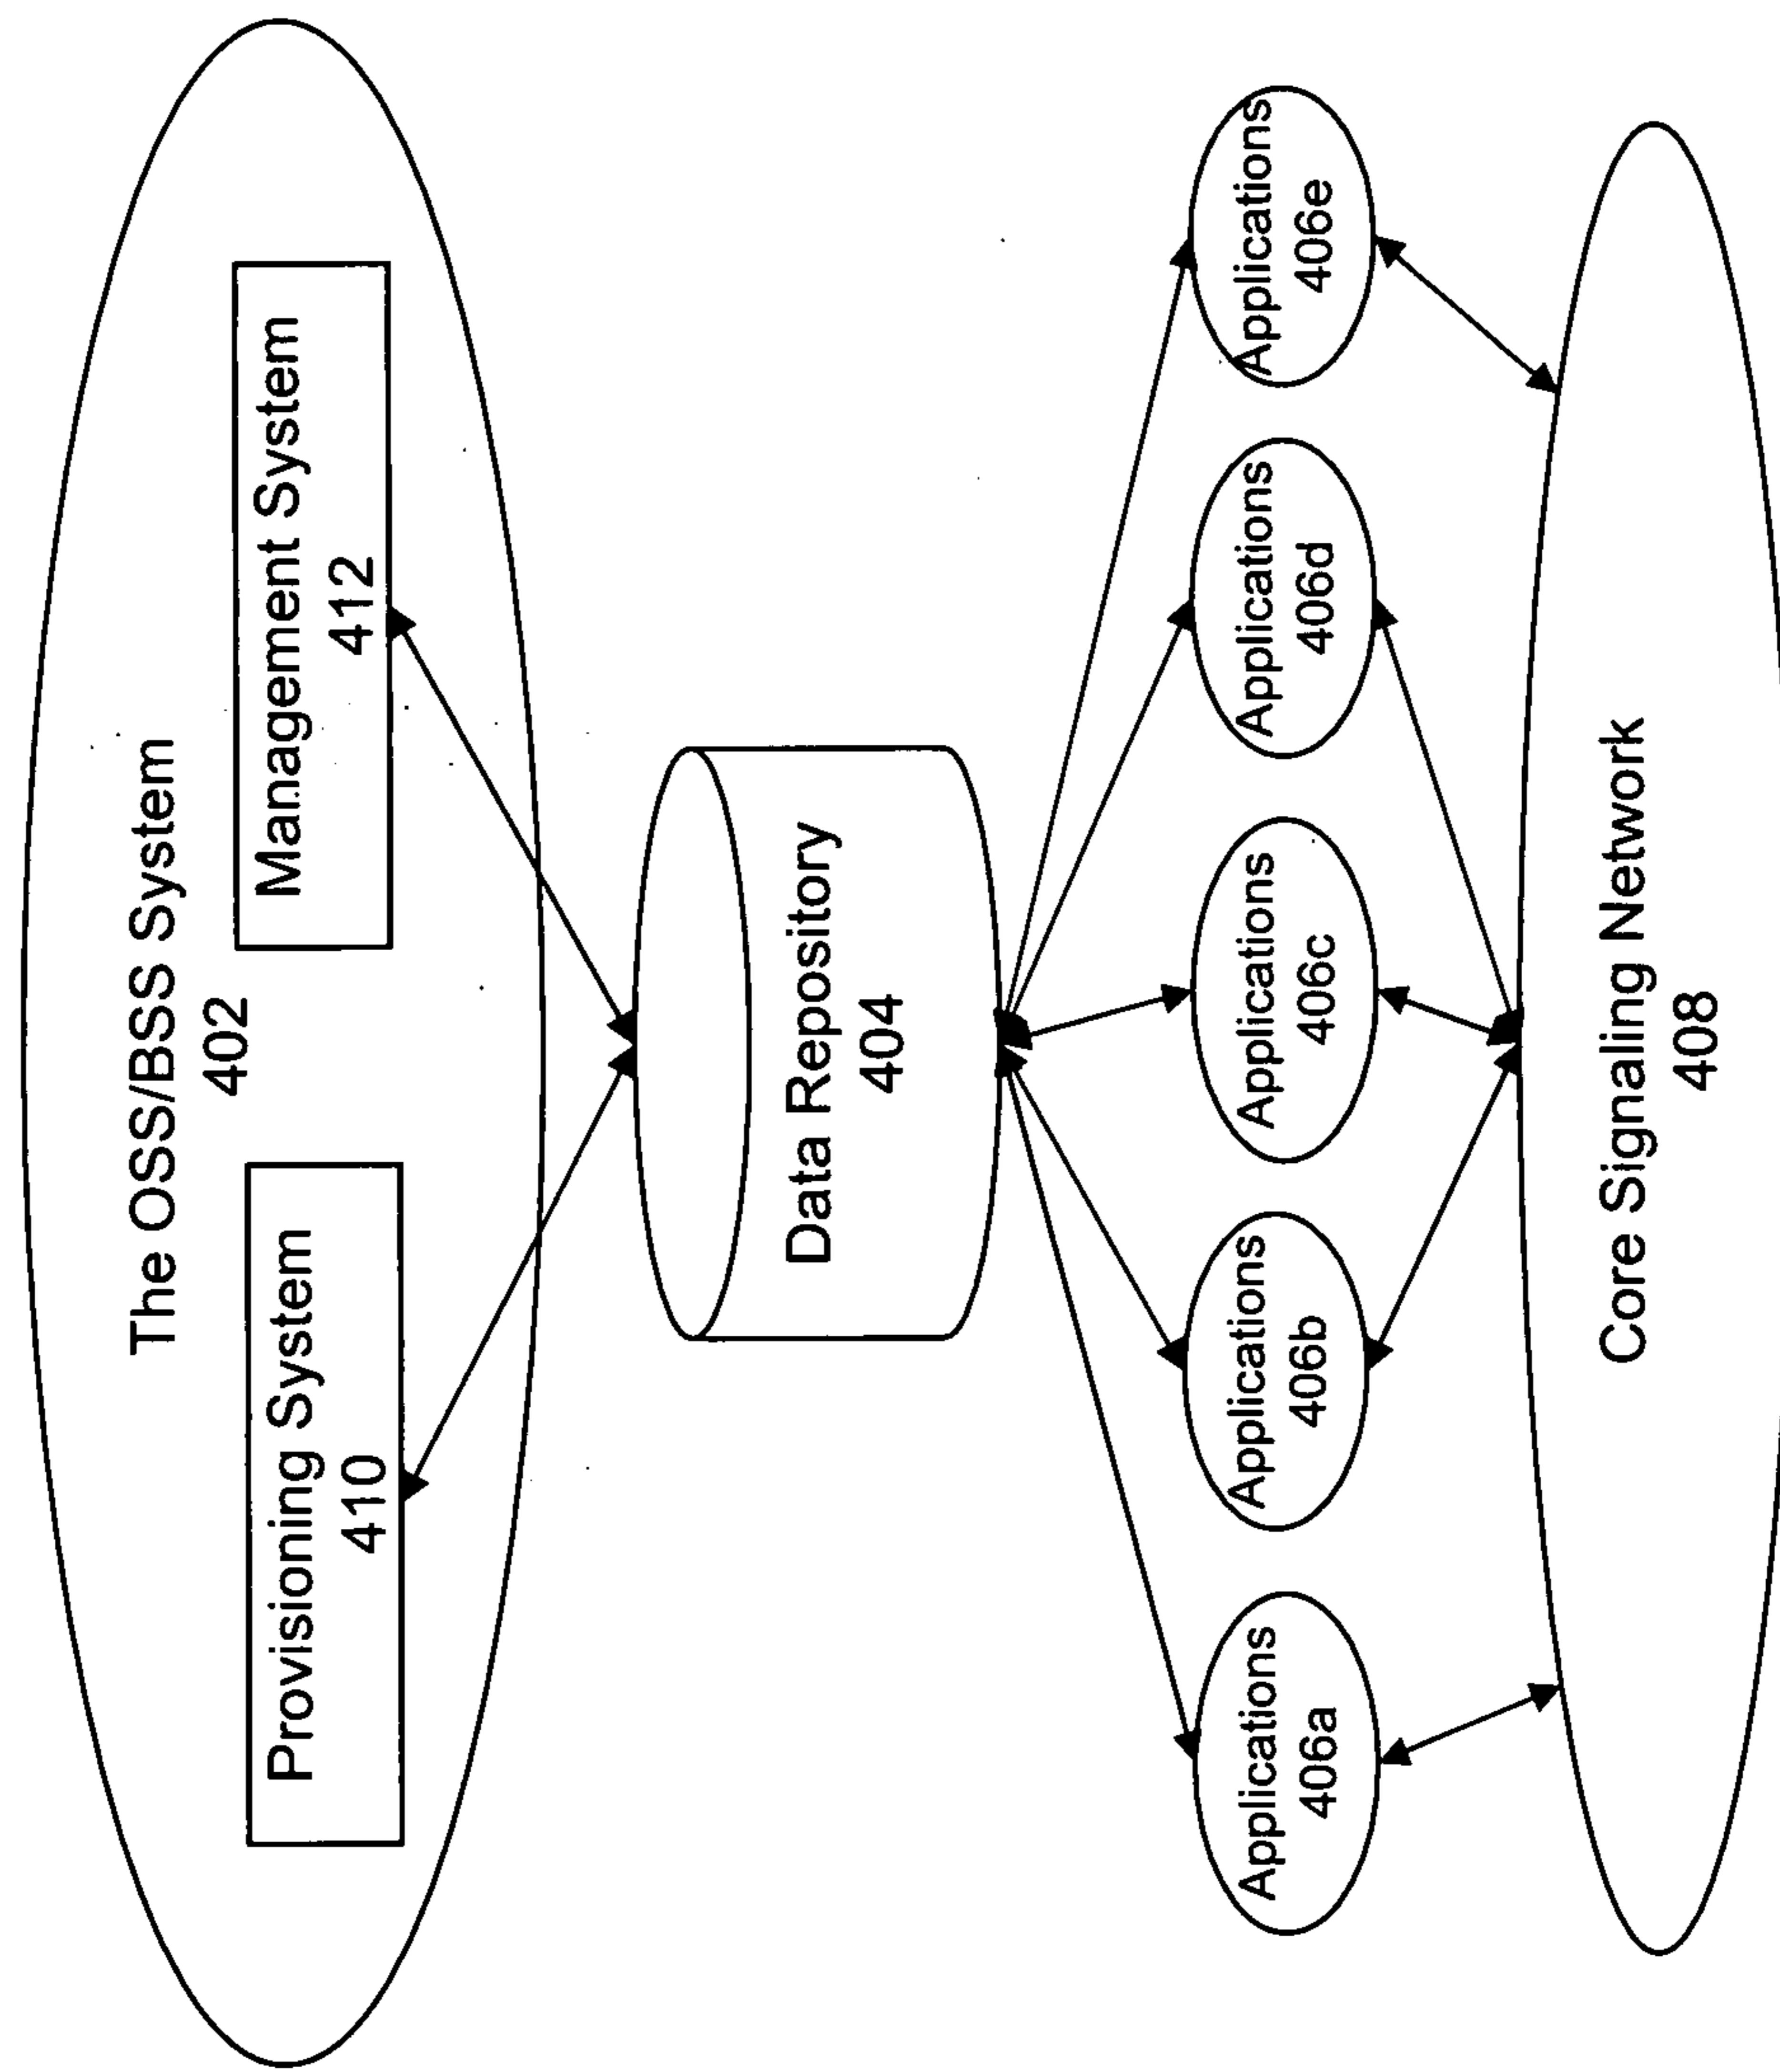 The OSS/BSS System
402
Provisioning System
410
Management System
412
Data Repository
404
Applications
406a
Applications
406b
Applications
406c
Applications
406d
Applications
406e
Core Signaling Network
408